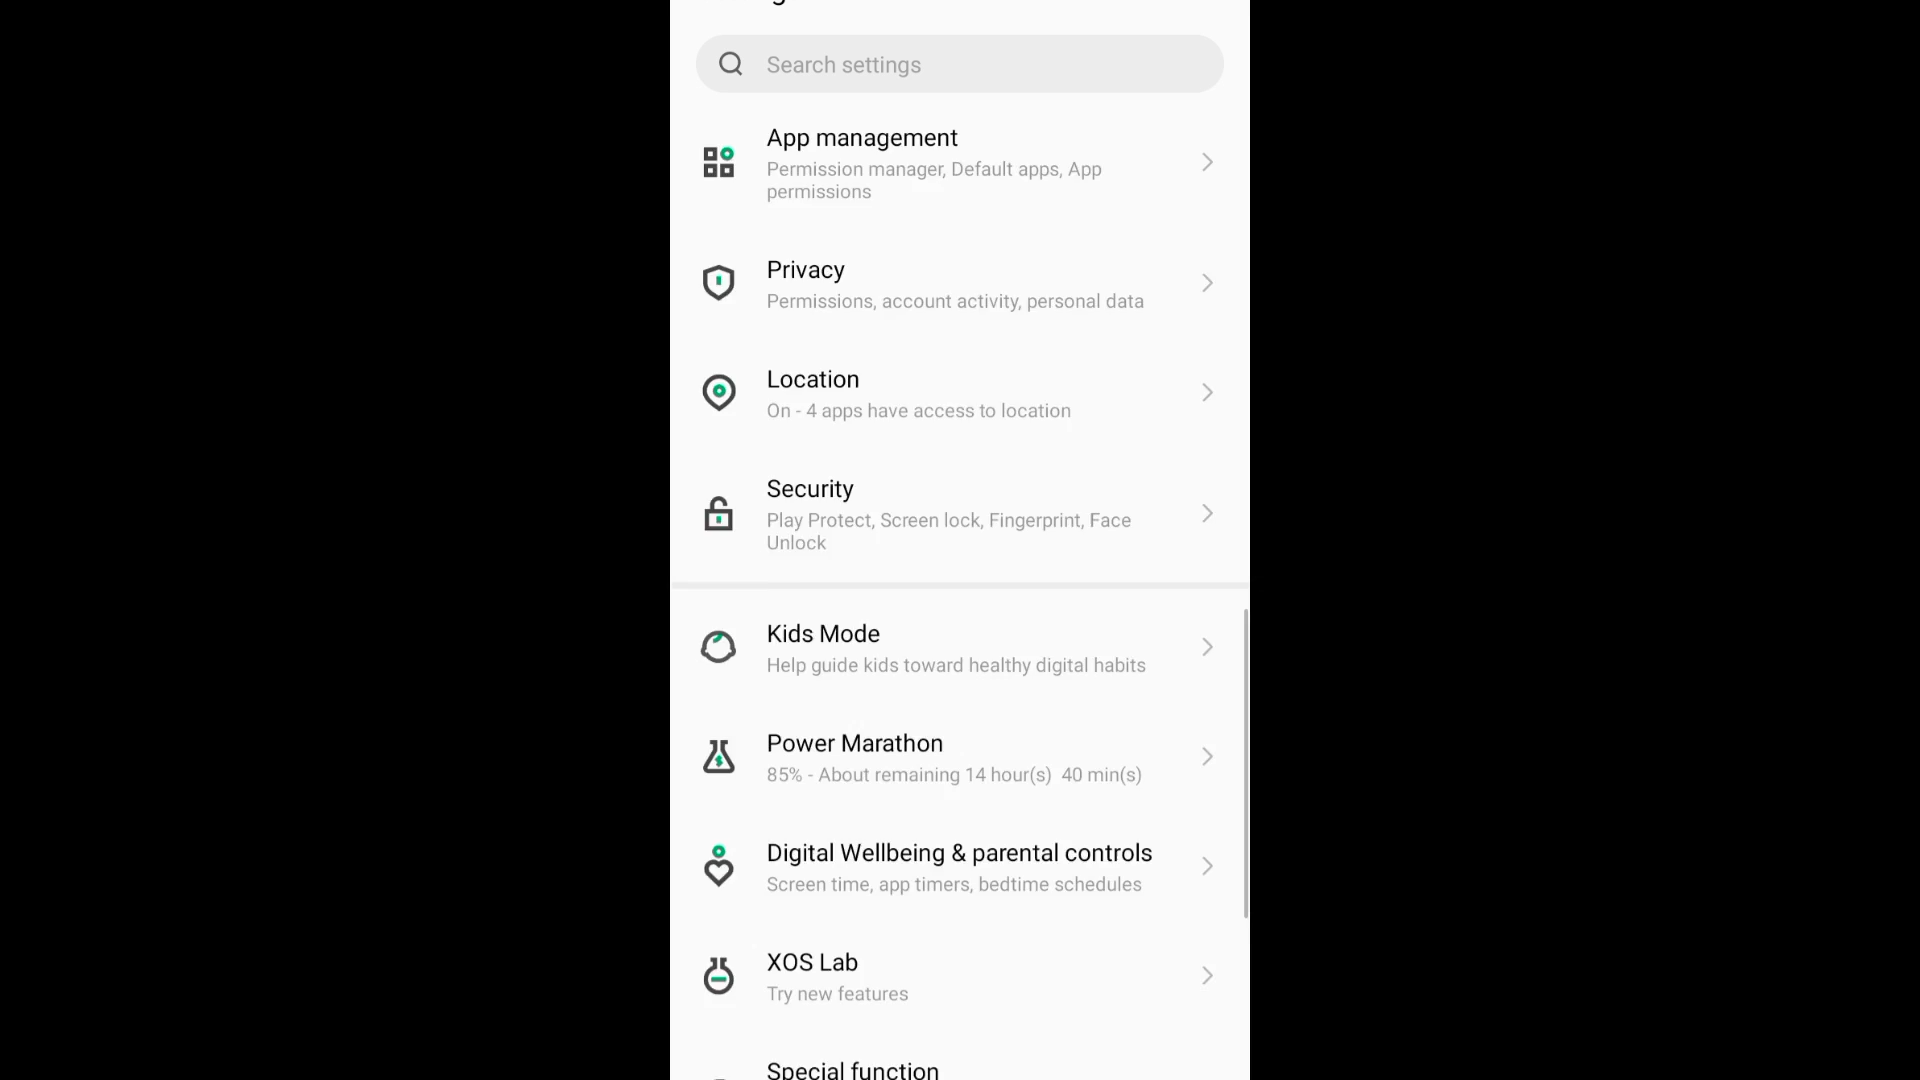 Search settings
App management
Permission manager, Default apps, App
permissions
Privacy
Permissions, account activity, personal data
Location
On - 4 apps have access to location
Security
Play Protect, Screen lock, Fingerprint, Face
Unlock
Kids Mode
Help guide kids toward healthy digital habits
Power Marathon
85% - About remaining 14 hour(s)  40 min(s)
Digital Wellbeing & parental controls
Screen time, app timers, bedtime schedules
XOS Lab
Try new features
Special function